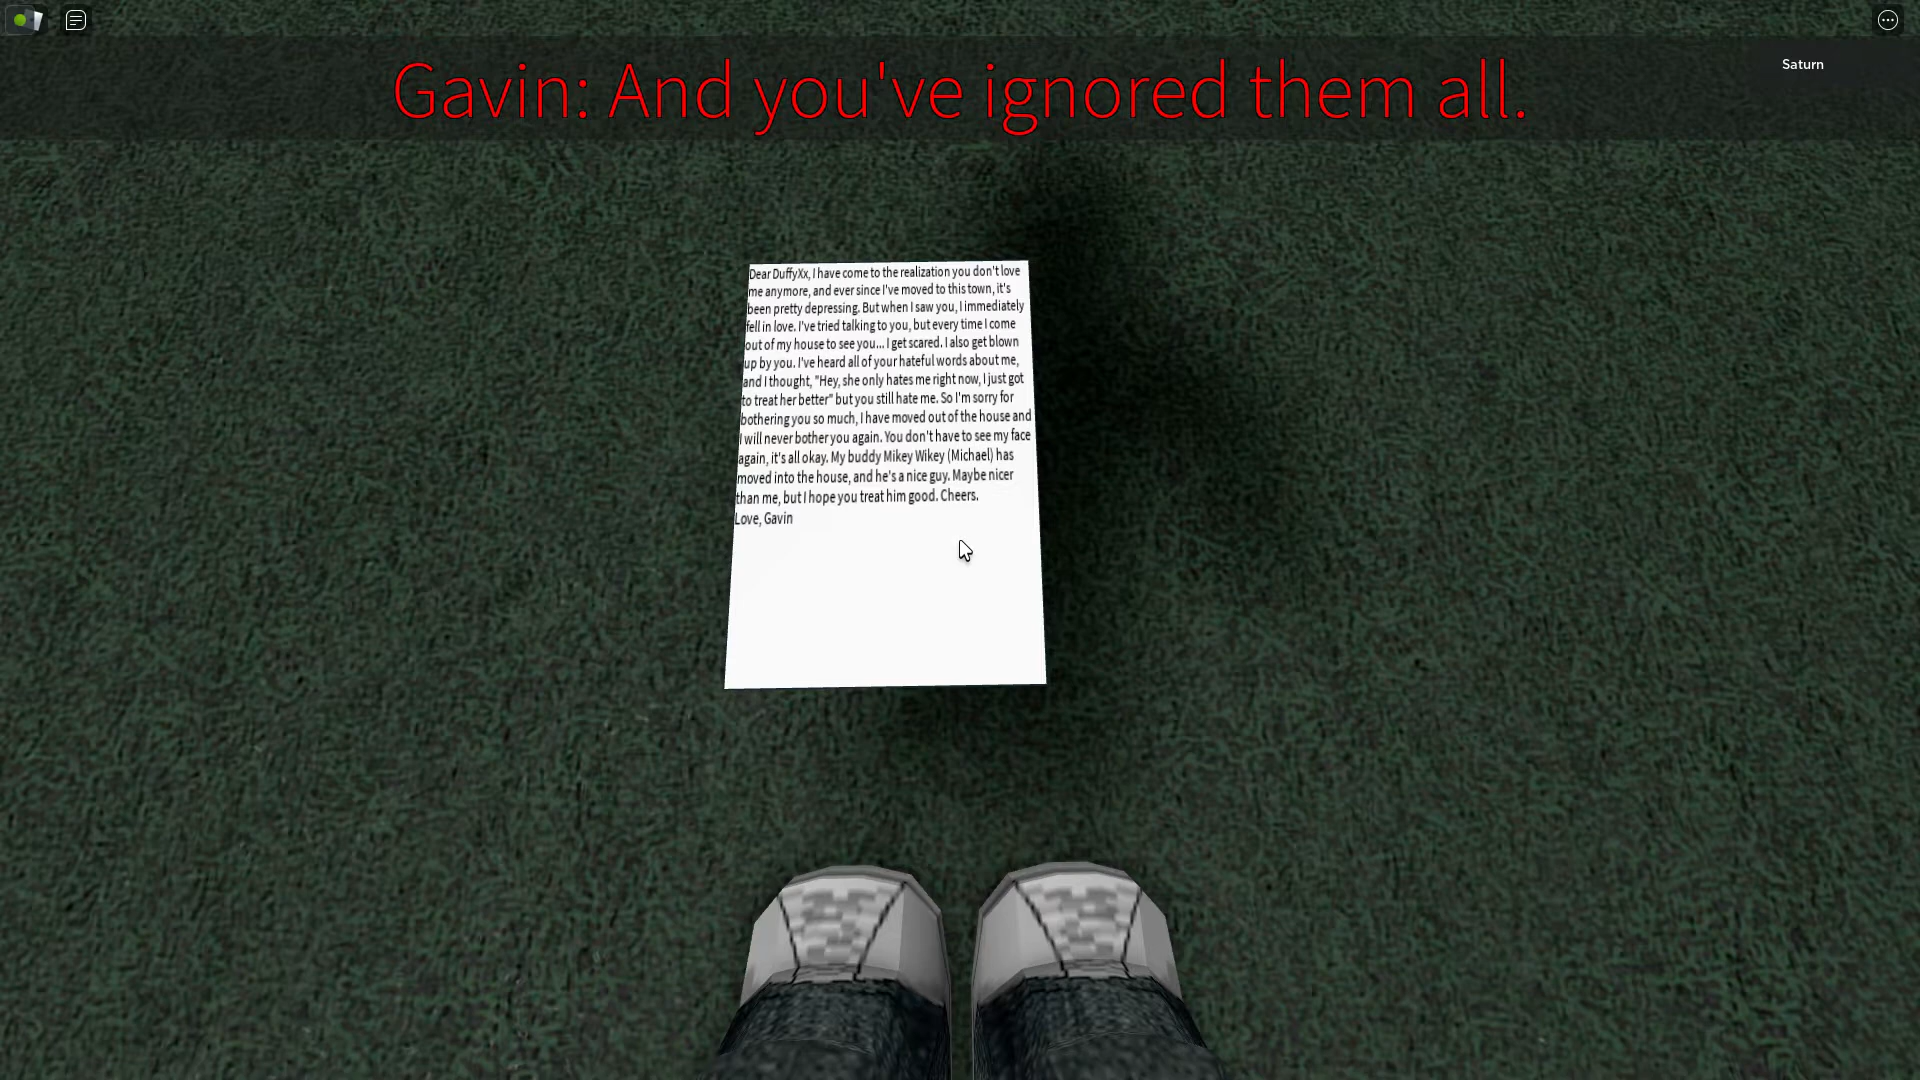 Gavin: And you've ignored them all.
Saturn
Dear DuffyXx, I have come to the realization you don't love
me anymore, and ever since I've moved to this town, it's
been pretty depressing. But when I saw you, I immediately
fell in love. I've tried talking to you, but every time I come
out of my house to see you... I get scared. I also get blown
up by you. I've heard all of your hateful words about me,
and I thought, "Hey, she only hates me right now, I just got
to treat her better" but you still hate me. So I'm sorry for
bothering you so much, I have moved out of the house and
I will never bother you again. You don't have to see my face
again, it's all okay. My buddy Mikey Wikey (Michael) has
moved into the house, and he's a nice guy. Maybe nicer
than me, but I hope you treat him good. Cheers.
Love, Gavin